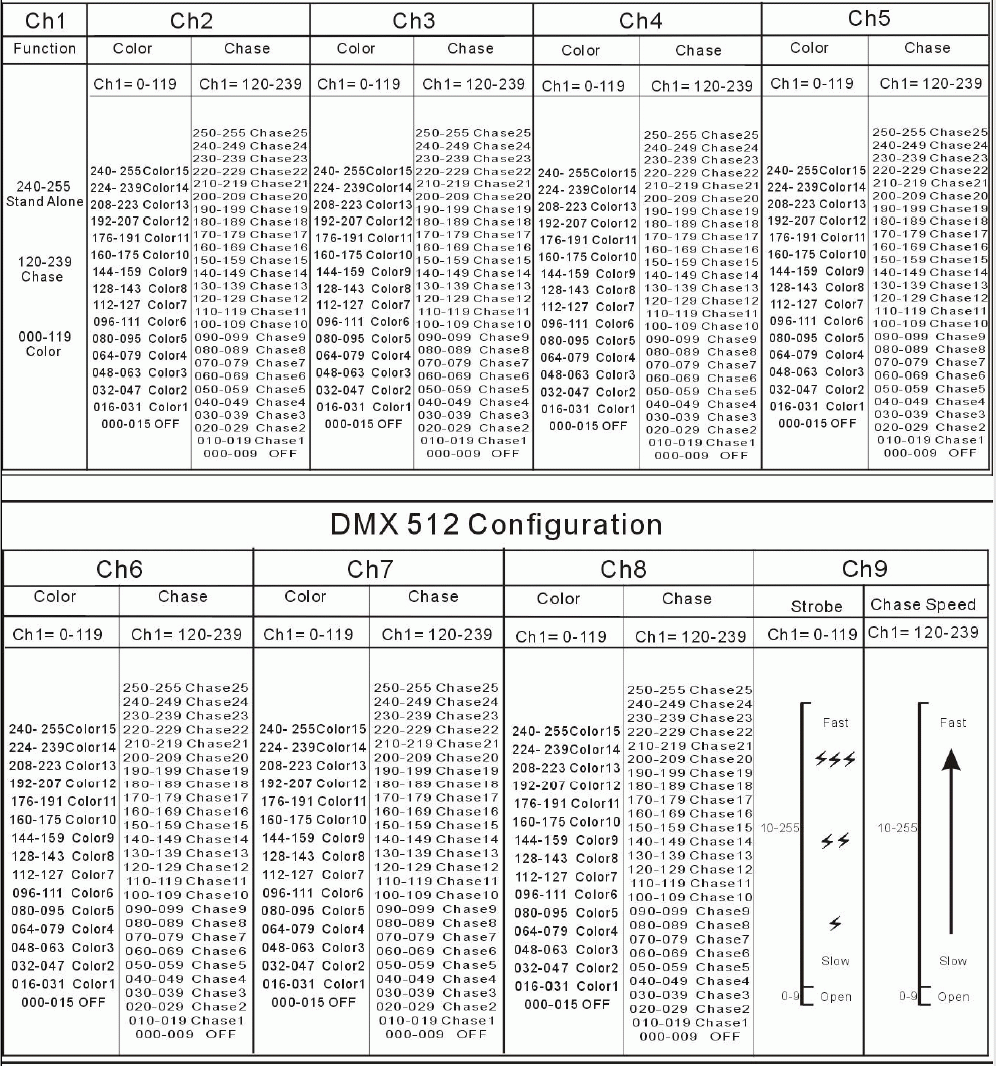 Ch1
Ch2
Ch3
Ch4
Ch5
Function
Color
Chase
Color
Chase
Color
Chase
Color
Chase
Ch1= 0-119
Ch1= 120-239
Ch1= 0-119
Ch1= 120-239
Ch1= 0-119
Ch1= 120-239
Ch1= 0-119
Ch1= 120-239
240-255
Stand Alone
120-239
Chase
000-119
Color
240- 255Color15
224- 239Color14
208-223 Color13
192-207 Color12
176-191 Color11
160-175 Color10
144-159 Color9
128-143 Color8
112-127 Color7
096-111 Color6
080-095 Color5
064-079 Color4
048-063 Color3
032-047 Color2
016-031 Color1
000-015 OFF
250-255 Chase25
240-249 Chase24
230-239 Chase23
220-229 Chase22
210-219 Chase21
200-209 Chase20
190-199 Chase19
180-189 Chase18
170-179 Chase17
160-169 Chase16
150-159 Chase15
140-149 Chase14
130-139 Chase13
120-129 Chase12
110-119 Chase11
100-109 Chase10
090-099 Chase9
080-089 Chase8
070-079 Chase7
060-069 Chase6
050-059 Chase5
040-049 Chase4
030-039 Chase3
020-029 Chase2
010-019 Chase1
000-009 OFF
240- 255Color15
224- 239Color14
208-223 Color13
192-207 Color12
176-191 Color11
160-175 Color10
144-159 Color9
128-143 Color8
112-127 Color7
096-111 Color6
080-095 Color5
064-079 Color4
048-063 Color3
032-047 Color2
016-031 Color1
000-015 OFF
250-255 Chase25
240-249 Chase24
230-239 Chase23
220-229 Chase22
210-219 Chase21
200-209 Chase20
190-199 Chase19
180-189 Chase18
170-179 Chase17
160-169 Chase16
150-159 Chase15
140-149 Chase14
130-139 Chase13
120-129 Chase12
110-119 Chase11
100-109 Chase10
090-099 Chase9
080-089 Chase8
070-079 Chase7
060-069 Chase6
050-059 Chase5
040-049 Chase4
030-039 Chase3
020-029 Chase2
010-019 Chase1
000-009 OFF
240- 255Color15
224- 239Color14
208-223 Color13
192-207 Color12
176-191 Color11
160-175 Color10
144-159 Color9
128-143 Color8
112-127 Color7
096-111 Color6
080-095 Color5
064-079 Color4
048-063 Color3
032-047 Color2
016-031 Color1
000-015 OFF
250-255 Chase25
240-249 Chase24
230-239 Chase23
220-229 Chase22
210-219 Chase21
200-209 Chase20
190-199 Chase19
180-189 Chase18
170-179 Chase17
160-169 Chase16
150-159 Chase15
140-149 Chase14
130-139 Chase13
120-129 Chase12
110-119 Chase11
100-109 Chase10
090-099 Chase9
080-089 Chase8
070-079 Chase7
060-069 Chase6
050-059 Chase5
040-049 Chase4
030-039 Chase3
020-029 Chase2
010-019 Chase1
000-009 OFF
240- 255Color15
224- 239Color14
208-223 Color13
192-207 Color12
176-191 Color11
160-175 Color10
144-159 Color9
128-143 Color8
112-127 Color7
096-111 Color6
080-095 Color5
064-079 Color4
048-063 Color3
032-047 Color2
016-031 Color1
000-015 OFF
250-255 Chase25
240-249 Chase24
230-239 Chase23
220-229 Chase22
210-219 Chase21
200-209 Chase20
190-199 Chase19
180-189 Chase18
170-179 Chase17
160-169 Chase16
150-159 Chase15
140-149 Chase14
130-139 Chase13
120-129 Chase12
110-119 Chase11
100-109 Chase10
090-099 Chase9
080-089 Chase8
070-079 Chase7
060-069 Chase6
050-059 Chase5
040-049 Chase4
030-039 Chase3
020-029 Chase2
010-019 Chase1
000-009 OFF
DMX 512 Configuration
Ch6
Ch7
Ch8
Ch9
Color
Chase
Color
Chase
Color
Chase
Strobe
Chase Speed
Ch1= 0-119
Ch1= 120-239
Ch1= 0-119
Ch1= 120-239
Ch1= 0-119
Ch1= 120-239
Ch1= 0-119
Ch1= 120-239
240- 255Color15
224- 239Color14
208-223 Color13
192-207 Color12
176-191 Color11
160-175 Color10
144-159 Color9
128-143 Color8
112-127 Color7
096-111 Color6
080-095 Color5
064-079 Color4
048-063 Color3
032-047 Color2
016-031 Color1
000-015 OFF
250-255 Chase25
240-249 Chase24
230-239 Chase23
220-229 Chase22
210-219 Chase21
200-209 Chase20
190-199 Chase19
180-189 Chase18
170-179 Chase17
160-169 Chase16
150-159 Chase15
140-149 Chase14
130-139 Chase13
120-129 Chase12
110-119 Chase11
100-109 Chase10
090-099 Chase9
080-089 Chase8
070-079 Chase7
060-069 Chase6
050-059 Chase5
040-049 Chase4
030-039 Chase3
020-029 Chase2
010-019 Chase1
000-009 OFF
240- 255Color15
224- 239Color14
208-223 Color13
192-207 Color12
176-191 Color11
160-175 Color10
144-159 Color9
128-143 Color8
112-127 Color7
096-111 Color6
080-095 Color5
064-079 Color4
048-063 Color3
032-047 Color2
016-031 Color1
000-015 OFF
250-255 Chase25
240-249 Chase24
230-239 Chase23
220-229 Chase22
210-219 Chase21
200-209 Chase20
190-199 Chase19
180-189 Chase18
170-179 Chase17
160-169 Chase16
150-159 Chase15
140-149 Chase14
130-139 Chase13
120-129 Chase12
110-119 Chase11
100-109 Chase10
090-099 Chase9
080-089 Chase8
070-079 Chase7
060-069 Chase6
050-059 Chase5
040-049 Chase4
030-039 Chase3
020-029 Chase2
010-019 Chase1
000-009 OFF
240- 255Color15
224- 239Color14
208-223 Color13
192-207 Color12
176-191 Color11
160-175 Color10
144-159 Color9
128-143 Color8
112-127 Color7
096-111 Color6
080-095 Color5
064-079 Color4
048-063 Color3
032-047 Color2
016-031 Color1
000-015 OFF
250-255 Chase25
240-249 Chase24
230-239 Chase23
220-229 Chase22
210-219 Chase21
200-209 Chase20
190-199 Chase19
180-189 Chase18
170-179 Chase17
160-169 Chase16
150-159 Chase15
140-149 Chase14
130-139 Chase13
120-129 Chase12
110-119 Chase11
100-109 Chase10
090-099 Chase9
080-089 Chase8
070-079 Chase7
060-069 Chase6
050-059 Chase5
040-049 Chase4
030-039 Chase3
020-029 Chase2
010-019 Chase1
000-009 OFF
Fast
10-255
Slow
0-9 Open
Fast
10-255
Slow
0-9 Open